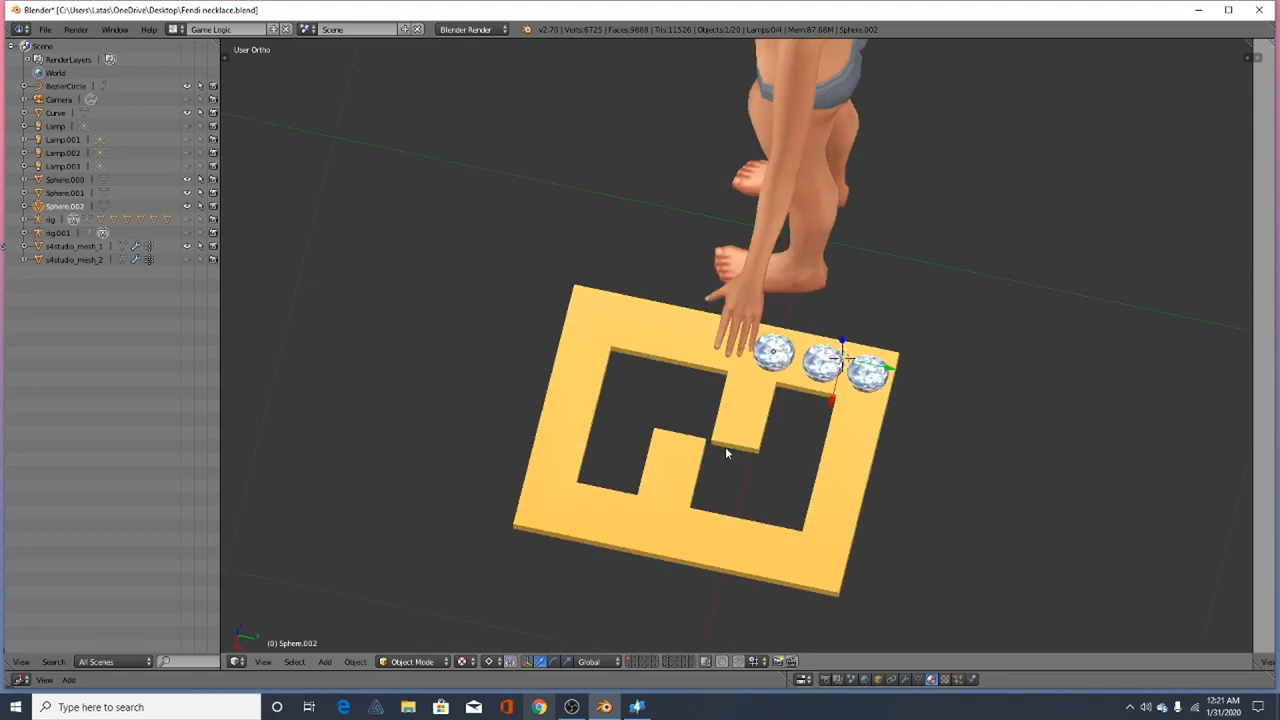 Blender* [C:\Users\Latas\OneDrive\Desktop\Fendi necklace.blend]
File Render Window Help Game Logic Scene Blender Render v2.70 | Verts:6725 | Faces:9888 | Tris:11526 | Objects:1/20 | Lamps:0/4 | Mem:87.68M | Sphere.002
Scene
User Ortho
RenderLayers
World
BezierCircle
Camera
Curve
Lamp
Lamp.001
Lamp.002
Lamp.003
Sphere.000
Sphere.001
Sphere.002
rig
rig.001
s4studio_mesh_1
s4studio_mesh_2
(0) Sphere.002
View Search All Scenes View Select Add Object Object Mode Global
View Add
Type here to search
12:21 AM
1/31/2020